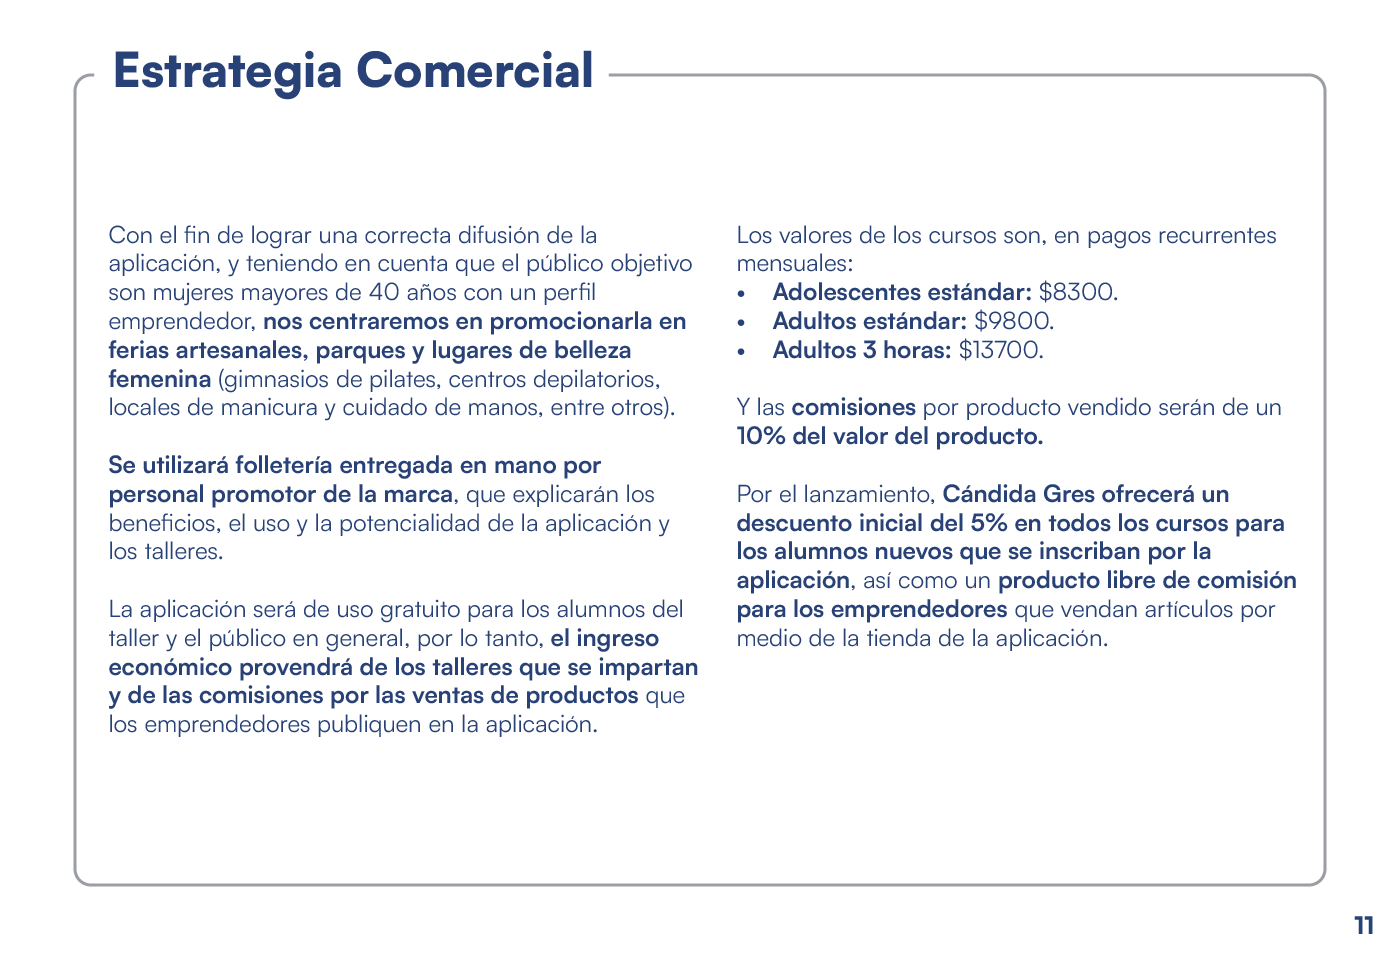 Estrategia Comercial
Con el fin de lograr una correcta difusión de la
aplicación, y teniendo en cuenta que el público objetivo
son mujeres mayores de 40 años con un perfil
emprendedor, nos centraremos en promocionarla en
ferias artesanales, parques y lugares de belleza
femenina (gimnasios de pilates, centros depilatorios,
locales de manicura y cuidado de manos, entre otros).
Se utilizará folletería entregada en mano por
personal promotor de la marca, que explicarán los
beneficios, el uso y la potencialidad de la aplicación y
los talleres.
La aplicación será de uso gratuito para los alumnos del
taller y el público en general, por lo tanto, el ingreso
económico provendrá de los talleres que se impartan
y de las comisiones por las ventas de productos que
los emprendedores publiquen en la aplicación.
Los valores de los cursos son, en pagos recurrentes
mensuales:
• Adolescentes estándar: $8300.
• Adultos estándar: $9800.
• Adultos 3 horas: $13700.
Y las comisiones por producto vendido serán de un
10% del valor del producto.
Por el lanzamiento, Cándida Gres ofrecerá un
descuento inicial del 5% en todos los cursos para
los alumnos nuevos que se inscriban por la
aplicación, así como un producto libre de comisión
para los emprendedores que vendan artículos por
medio de la tienda de la aplicación.
11